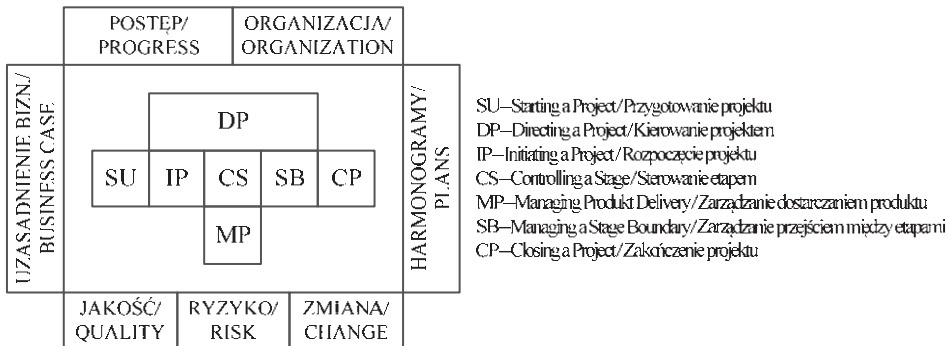 POSTĘP/
PROGRESS
ORGANIZACJA/
ORGANIZATION
UZASADNIENIE BIZN./
BUSINESS CASE
DP
SU IP CS SB CP
MP
HARMONOGRAMY/
PLANS
JAKOŚĆ/
QUALITY
RYZYKO/
RISK
ZMIANA/
CHANGE
SU–Starting a Project/Przygotowanie projektu
DP–Directing a Project/Kierowanie projektem
IP–Initiating a Project/Rozpoczęcie projektu
CS–Controlling a Stage/Sterowanie etapem
MP–Managing Produkt Delivery/Zarządzanie dostarczaniem produktu
SB–Managing a Stage Boundary/Zarządzanie przejściem między etapami
CP–Closing a Project/Zakończenie projektu